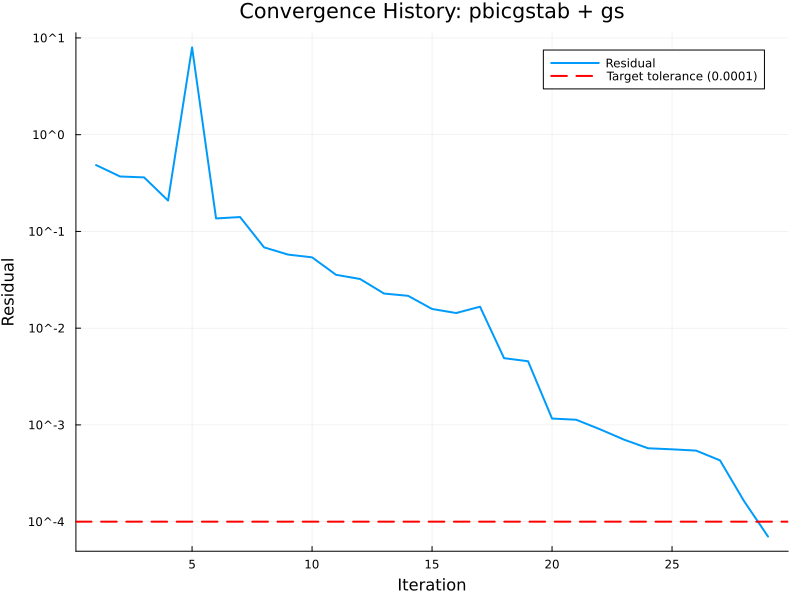 Convergence History: pbicgstab + gs
Residual
Target tolerance (0.0001)
10^1
10^0
10^-1
10^-2
10^-3
10^-4
Residual
5
10
15
20
25
Iteration